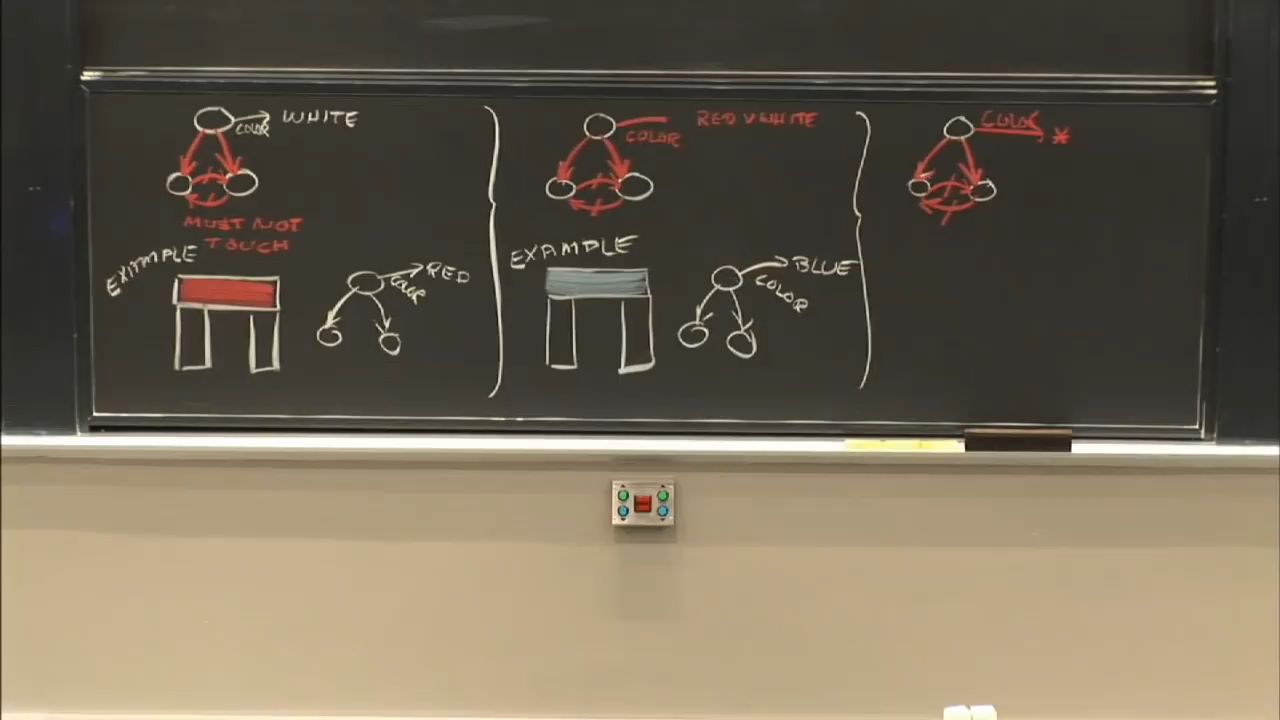 COLOR WHITE
MUST NOT
TOUCH
EXAMPLE
COLOR RED
COLOR RED V WHITE
EXAMPLE
COLOR BLUE
COLOR *